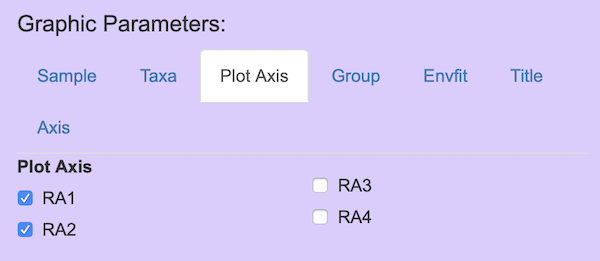 Graphic Parameters:
Sample Taxa Plot Axis Group Envfit Title
Axis
Plot Axis
RA1
RA2
RA3
RA4